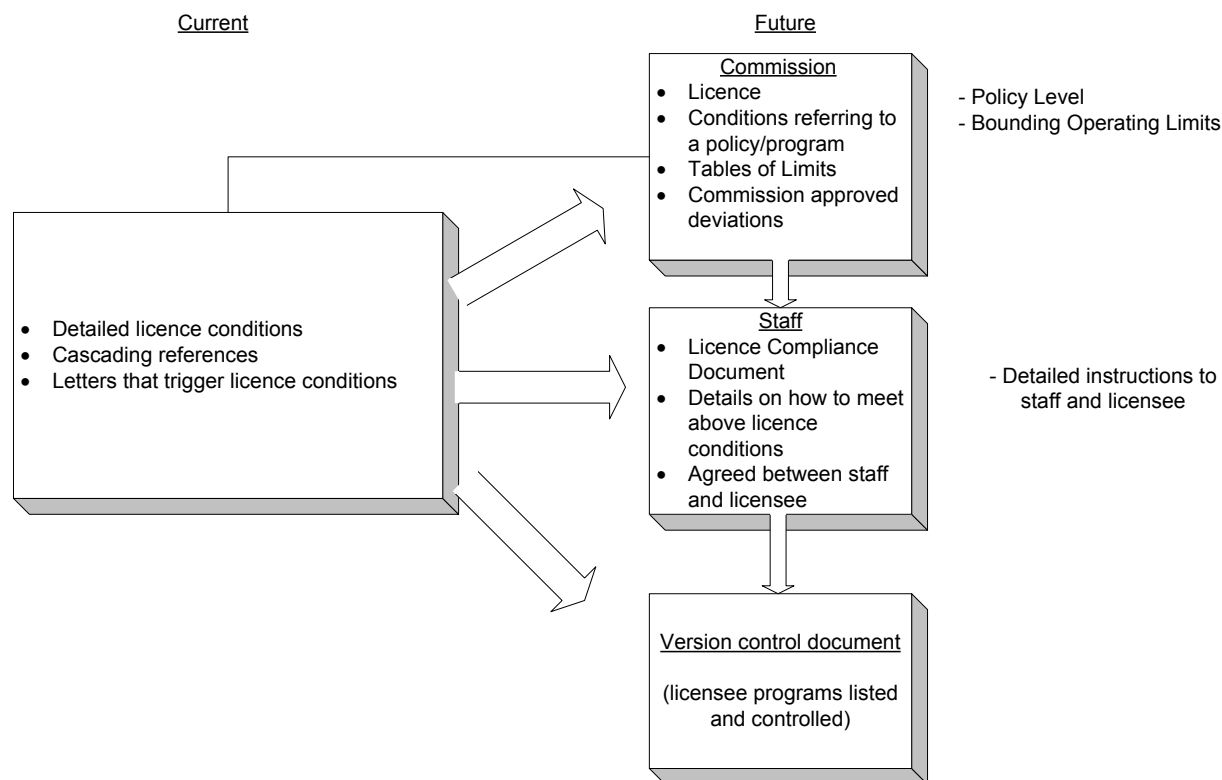 Current
Future
Commission
• Licence
• Conditions referring to
a policy/program
• Tables of Limits
• Commission approved
deviations
- Policy Level
- Bounding Operating Limits
• Detailed licence conditions
• Cascading references
• Letters that trigger licence conditions
Staff
• Licence Compliance
Document
• Details on how to meet
above licence
conditions
• Agreed between staff
and licensee
- Detailed instructions to
staff and licensee
Version control document
(licensee programs listed
and controlled)